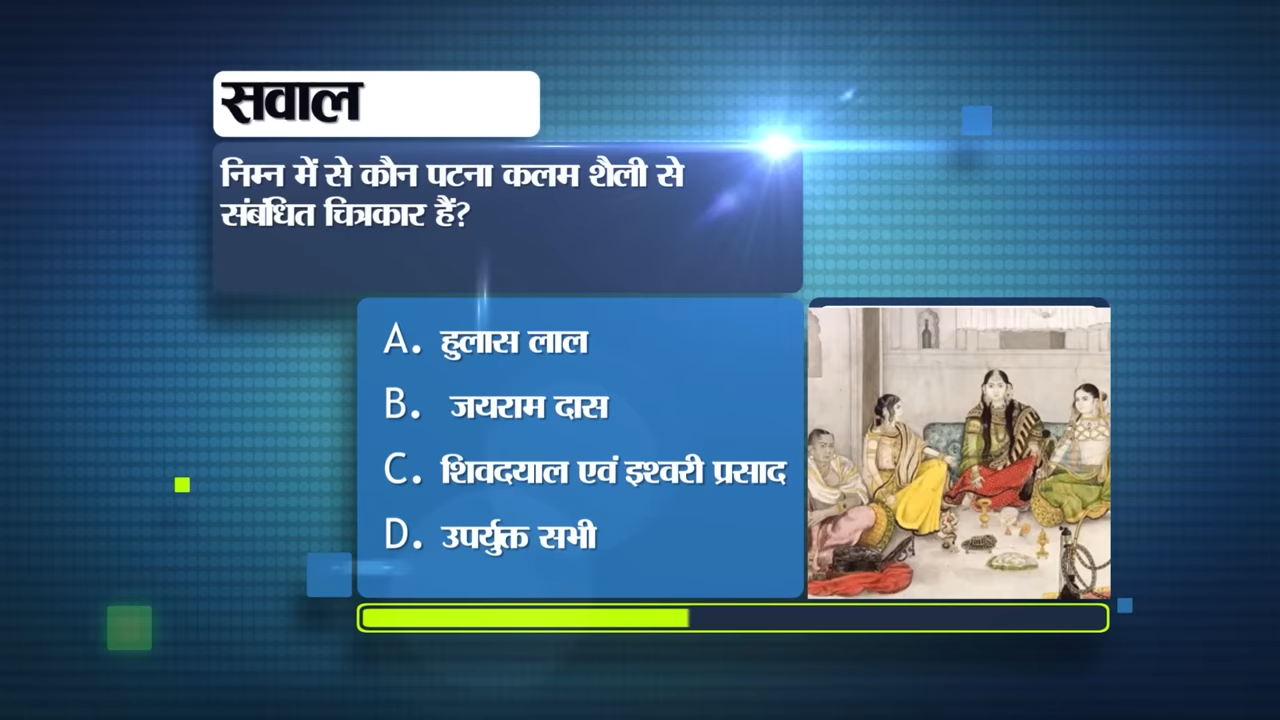 सवाल
निम्न में से कौन पटना कलम शैली से
संबंधित चित्रकार हैं?
A. हुलास लाल
B. जयराम दास
C. शिवदयाल एवं इश्वरी प्रसाद
D. उपर्युक्त सभी